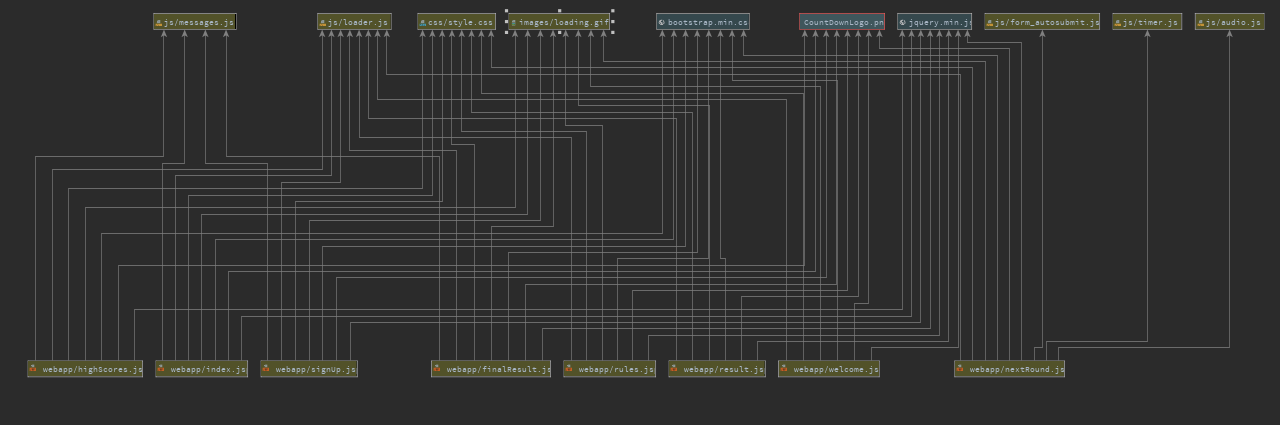 js/messages.js
js/loader.js
css/style.css
images/loading.gif
bootstrap.min.cs
CountDownLogo.pn
jquery.min.js
js/form_autosubmit.js
js/timer.js
js/audio.js
webapp/highScores.js
webapp/index.js
webapp/signUp.js
webapp/finalResult.js
webapp/rules.js
webapp/result.js
webapp/welcome.js
webapp/nextRound.js